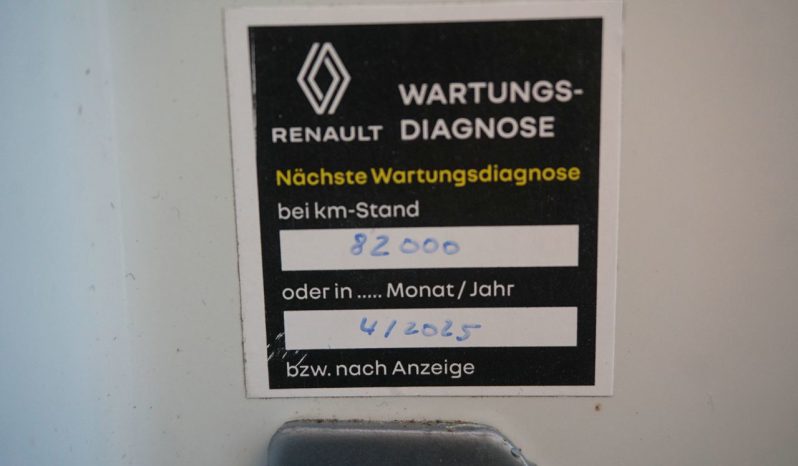 RENAULT
WARTUNGS-
DIAGNOSE
Nächste Wartungsdiagnose
bei km-Stand
82000
oder in ..... Monat/Jahr
4/2025
bzw. nach Anzeige